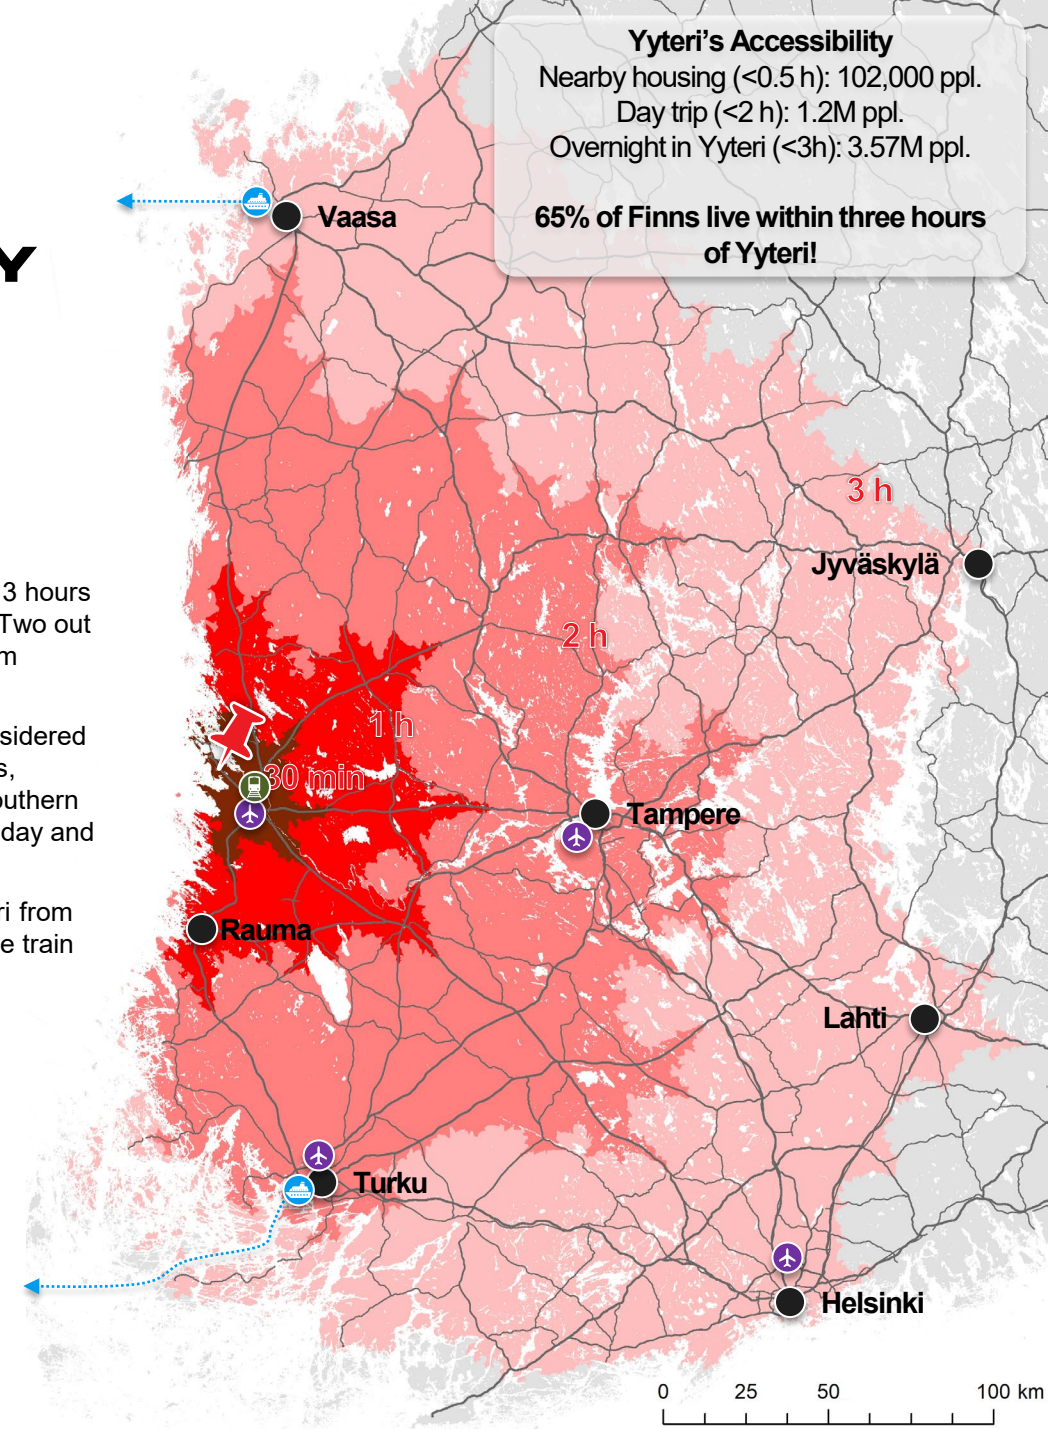 Yyteri's Accessibility
Nearby housing (<0.5 h): 102,000 ppl.
Day trip (<2 h): 1.2M ppl.
Overnight in Yyteri (<3h): 3.57M ppl.
65% of Finns live within three hours
of Yyteri!
Vaasa
Y
3 h
Jyväskylä
3 hours
Two out
m
2 h
1 h
sidered
s,
outhern
day and
30 min
Tampere
ri from
e train
Rauma
Lahti
Turku
Helsinki
0 25 50 100 km